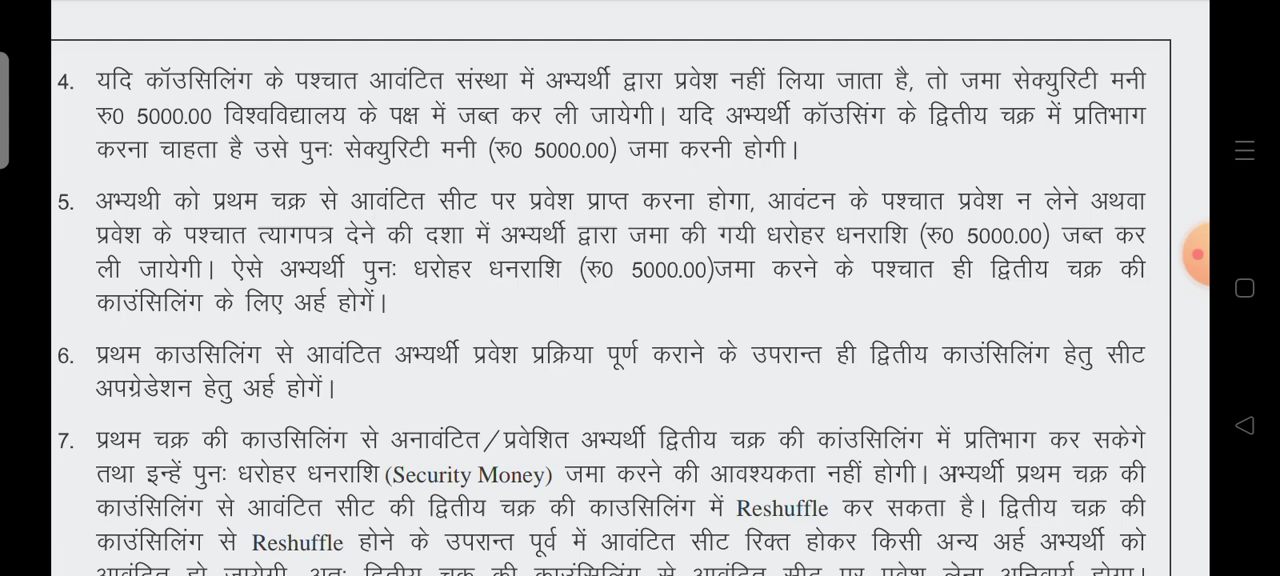 4. यदि कॉउसिलिंग के पश्चात आवंटित संस्था में अभ्यर्थी द्वारा प्रवेश नहीं लिया जाता है, तो जमा सेक्युरिटी मनी
रु0 5000.00 विश्वविद्यालय के पक्ष में जब्त कर ली जायेगी। यदि अभ्यर्थी कॉउसिंग के द्वितीय चक्र में प्रतिभाग
करना चाहता है उसे पुनः सेक्युरिटी मनी (रु0 5000.00) जमा करनी होगी।
5. अभ्यथी को प्रथम चक्र से आवंटित सीट पर प्रवेश प्राप्त करना होगा, आवंटन के पश्चात प्रवेश न लेने अथवा
प्रवेश के पश्चात त्यागपत्र देने की दशा में अभ्यर्थी द्वारा जमा की गयी धरोहर धनराशि (रु0 5000.00) जब्त कर
ली जायेगी। ऐसे अभ्यर्थी पुनः धरोहर धनराशि (रु0 5000.00)जमा करने के पश्चात ही द्वितीय चक्र की
काउंसिलिंग के लिए अर्ह होगें।
6. प्रथम काउसिलिंग से आवंटित अभ्यर्थी प्रवेश प्रक्रिया पूर्ण कराने के उपरान्त ही द्वितीय काउंसिलिंग हेतु सीट
अपग्रेडेशन हेतु अर्ह होगें।
7. प्रथम चक्र की काउसिलिंग से अनावंटित/प्रवेशित अभ्यर्थी द्वितीय चक्र की कांउसिलिंग में प्रतिभाग कर सकेगे
तथा इन्हें पुनः धरोहर धनराशि (Security Money) जमा करने की आवश्यकता नहीं होगी। अभ्यर्थी प्रथम चक्र की
काउंसिलिंग से आवंटित सीट की द्वितीय चक्र की काउसिलिंग में Reshuffle कर सकता है। द्वितीय चक्र की
काउंसिलिंग से Reshuffle होने के उपरान्त पूर्व में आवंटित सीट रिक्त होकर किसी अन्य अर्ह अभ्यर्थी को
आवंटित हो जायेगी, अतः द्वितीय चक्र की काउंसिलिंग से आवंटित सीट पर प्रवेश लेना अनिवार्य होगा।